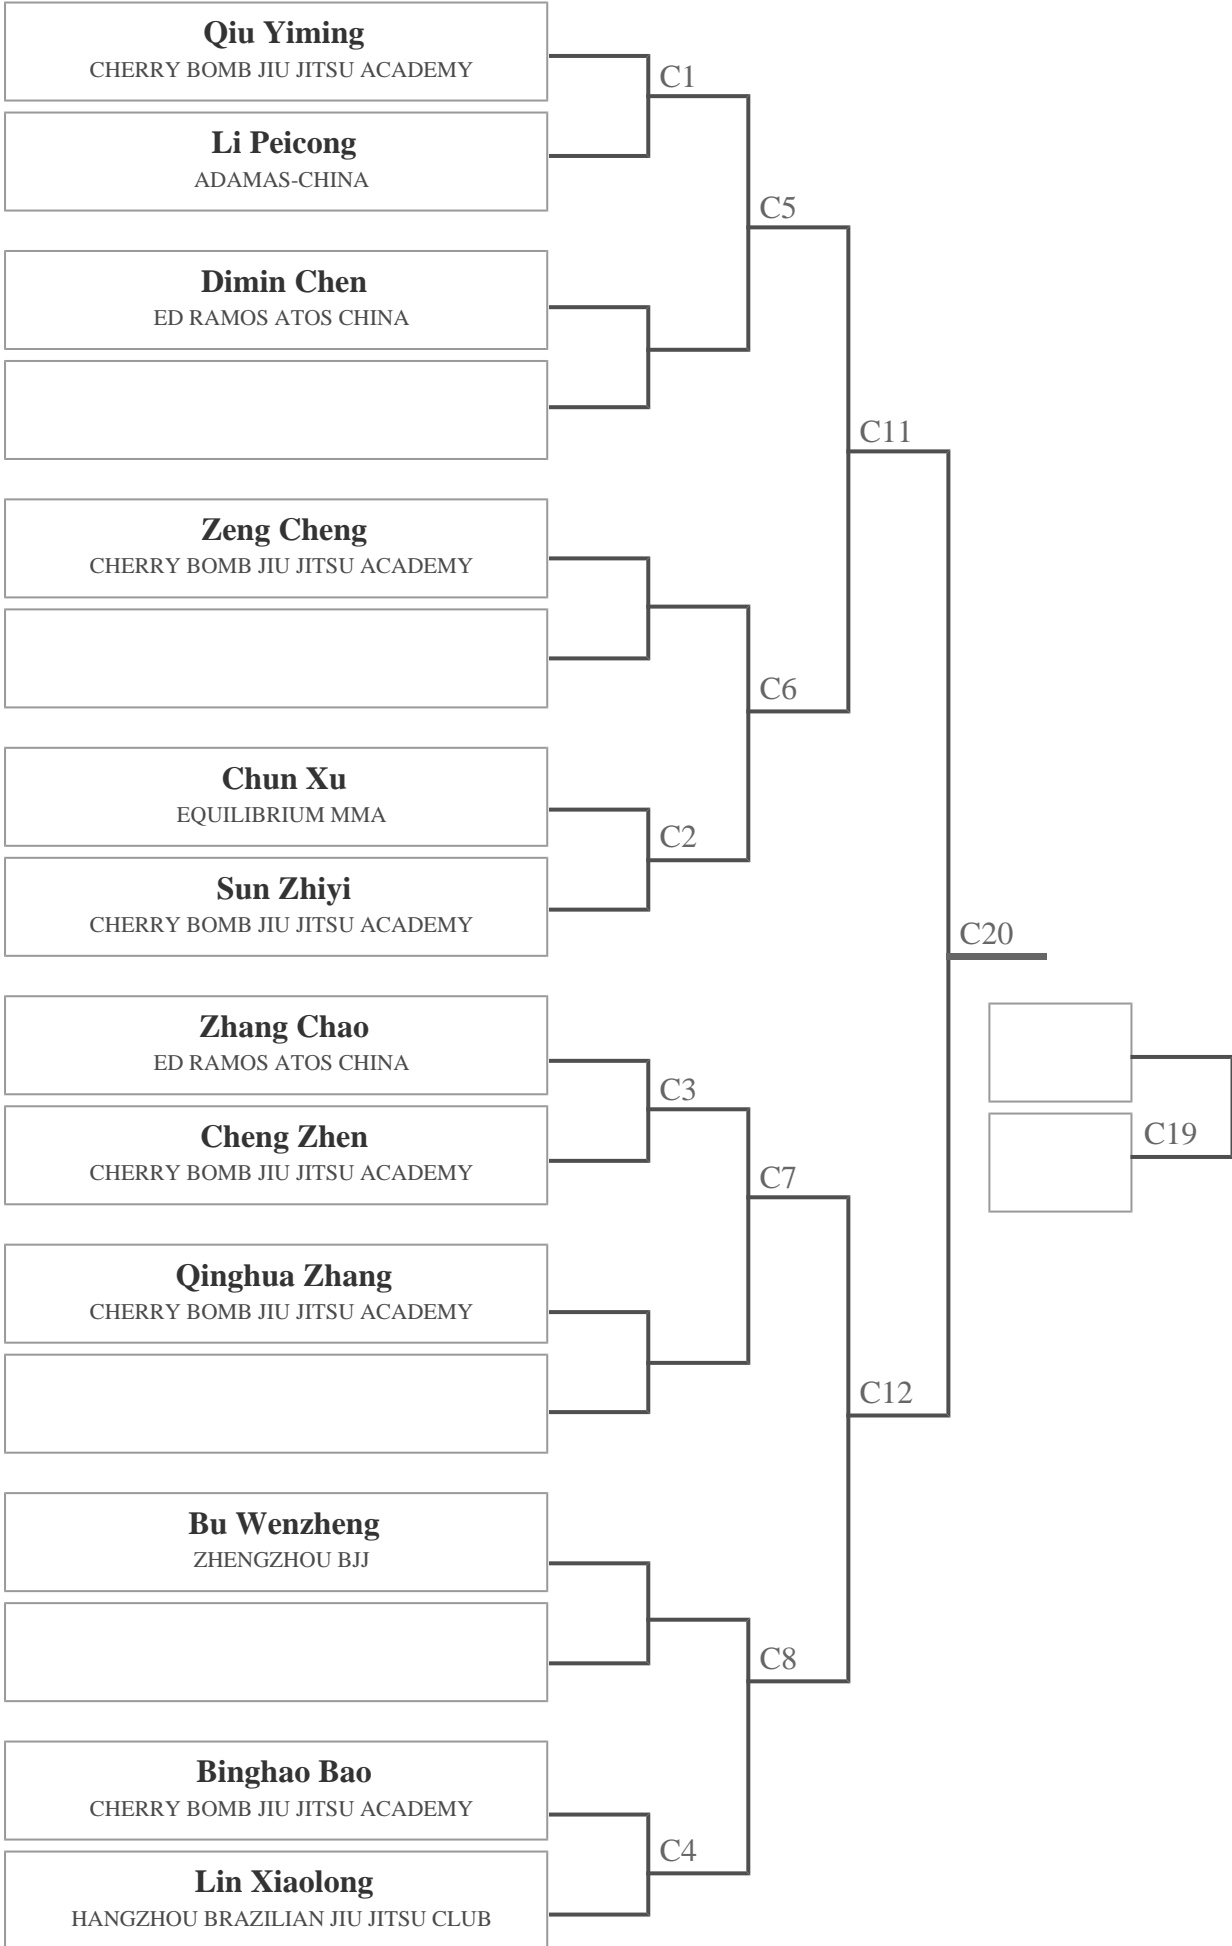 Qiu Yiming
CHERRY BOMB JIU JITSU ACADEMY
C1
Li Peicong
ADAMAS-CHINA
C5
Dimin Chen
ED RAMOS ATOS CHINA
C11
Zeng Cheng
CHERRY BOMB JIU JITSU ACADEMY
C6
Chun Xu
EQUILIBRIUM MMA
C2
Sun Zhiyi
CHERRY BOMB JIU JITSU ACADEMY
C20
Zhang Chao
ED RAMOS ATOS CHINA
C3
Cheng Zhen
CHERRY BOMB JIU JITSU ACADEMY
C19
C7
Qinghua Zhang
CHERRY BOMB JIU JITSU ACADEMY
C12
Bu Wenzheng
ZHENGZHOU BJJ
C8
Binghao Bao
CHERRY BOMB JIU JITSU ACADEMY
C4
Lin Xiaolong
HANGZHOU BRAZILIAN JIU JITSU CLUB